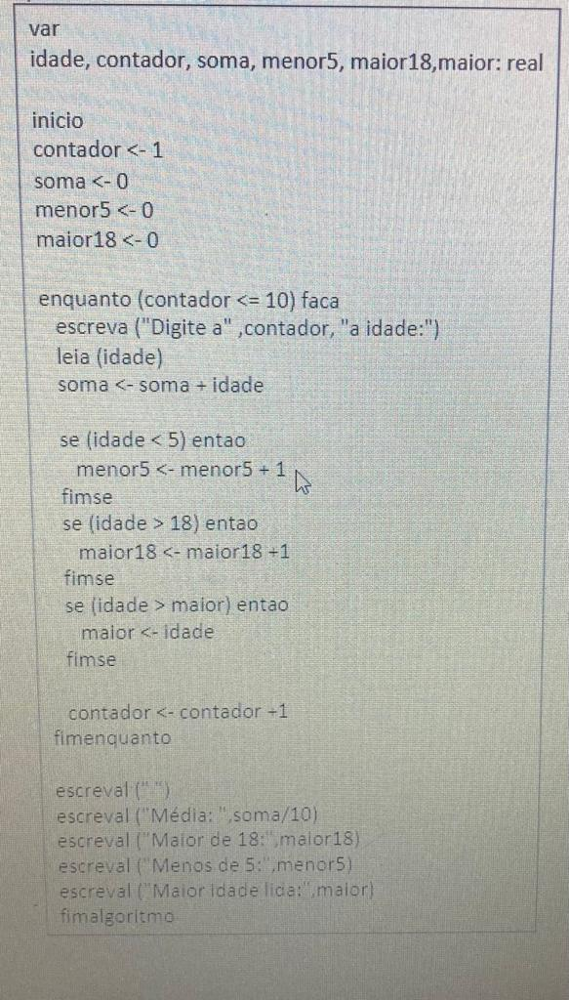 var
idade, contador, soma, menor5, maior18,maior: real
inicio
contador <- 1
soma <- 0
menor5 <- 0
maior18 <- 0
enquanto (contador <= 10) faca
escreva ("Digite a" ,contador, "a idade:")
leia (idade)
soma <- soma + idade
se (idade < 5) entao
menor5 <- menor5 + 1
fimse
se (idade > 18) entao
maior18 <- maior18 +1
fimse
se (idade > maior) entao
maior <- idade
fimse
contador <- contador +1
fimenquanto
escreval (" ")
escreval ("Média: ",soma/10)
escreval ("Maior de 18:",maior18)
escreval ("Menos de 5:",menor5)
escreval ("Maior idade lida:",maior)
fimalgoritmo